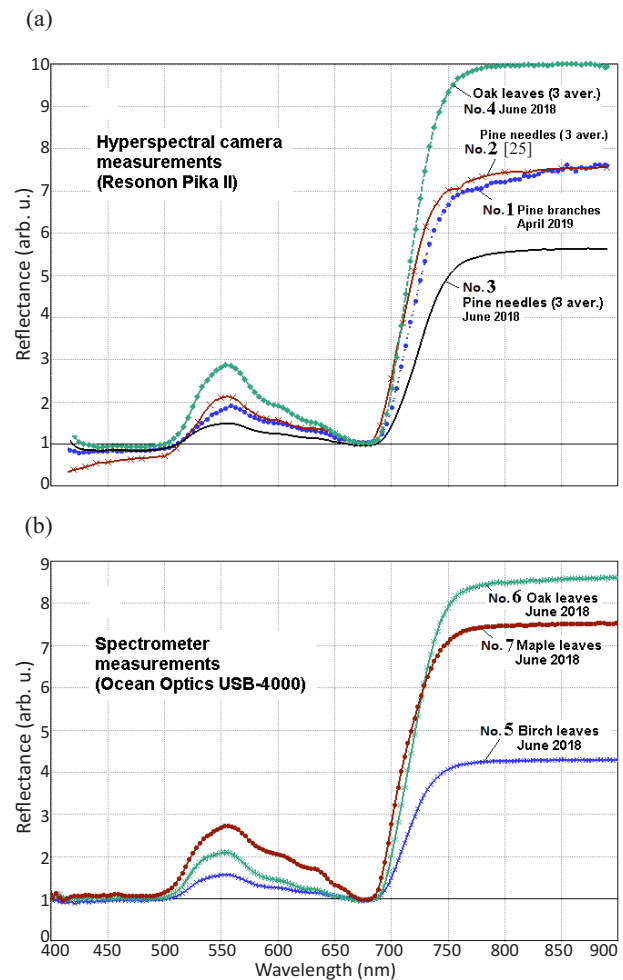 (a)
10
9
8
7
6
5
4
3
2
1
0
Reflectance (arb. u.)
Hyperspectral camera
measurements
(Resonon Pika II)
Oak leaves (3 aver.)
No.4 June 2018
Pine needles (3 aver.)
No.2 [25]
No.1 Pine branches
April 2019
No.3
Pine needles (3 aver.)
June 2018
(b)
9
8
7
6
5
4
3
2
1
0
Reflectance (arb. u.)
Spectrometer
measurements
(Ocean Optics USB-4000)
No.6 Oak leaves
June 2018
No.7 Maple leaves
June 2018
No.5 Birch leaves
June 2018
400 450 500 550 600 650 700 750 800 850 900
Wavelength (nm)